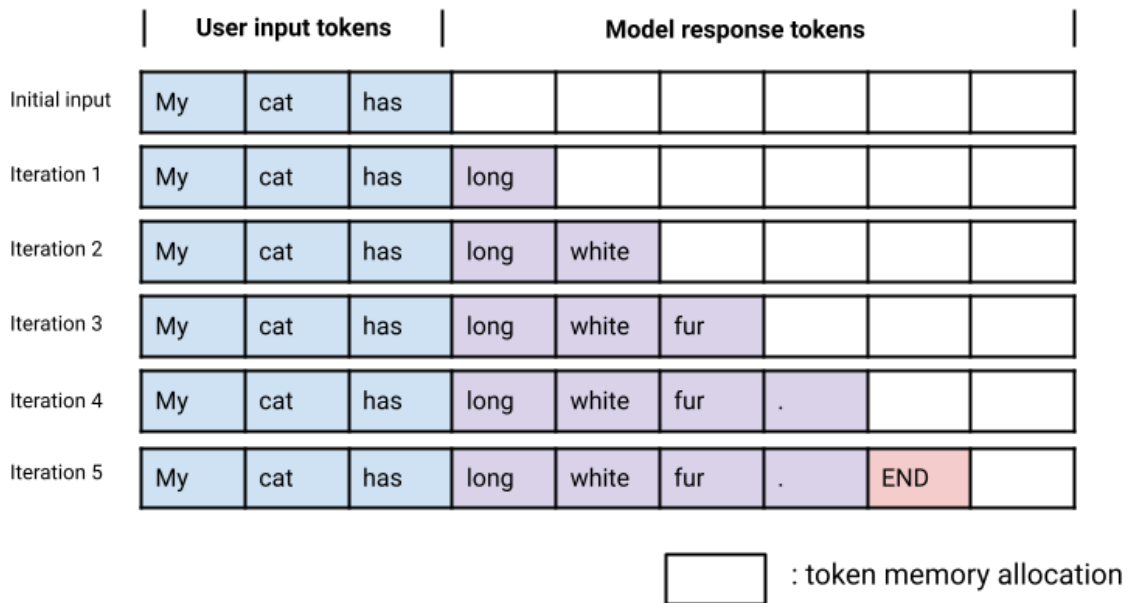 User input tokens Model response tokens
Initial input My cat has
Iteration 1 My cat has long
Iteration 2 My cat has long white
Iteration 3 My cat has long white fur
Iteration 4 My cat has long white fur .
Iteration 5 My cat has long white fur . END
: token memory allocation